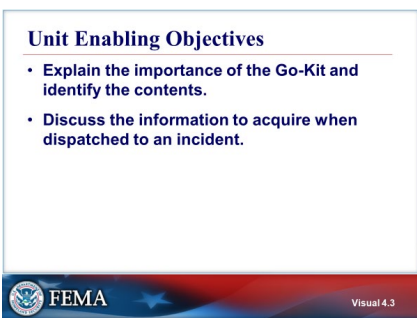 Unit Enabling Objectives
• Explain the importance of the Go-Kit and
identify the contents.
• Discuss the information to acquire when
dispatched to an incident.
FEMA
Visual 4.3